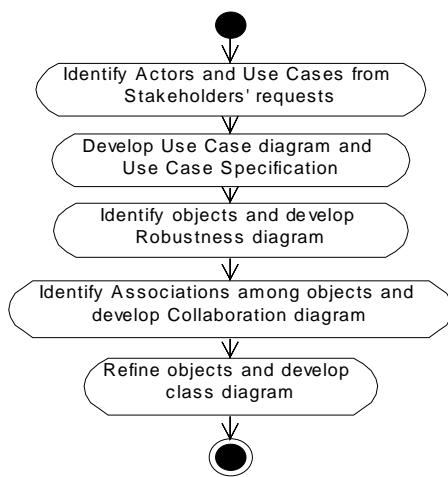 Identify Actors and Use Cases from
Stakeholders' requests
Develop Use Case diagram and
Use Case Specification
Identify objects and develop
Robustness diagram
Identify Associations among objects and
develop Collaboration diagram
Refine objects and develop
class diagram